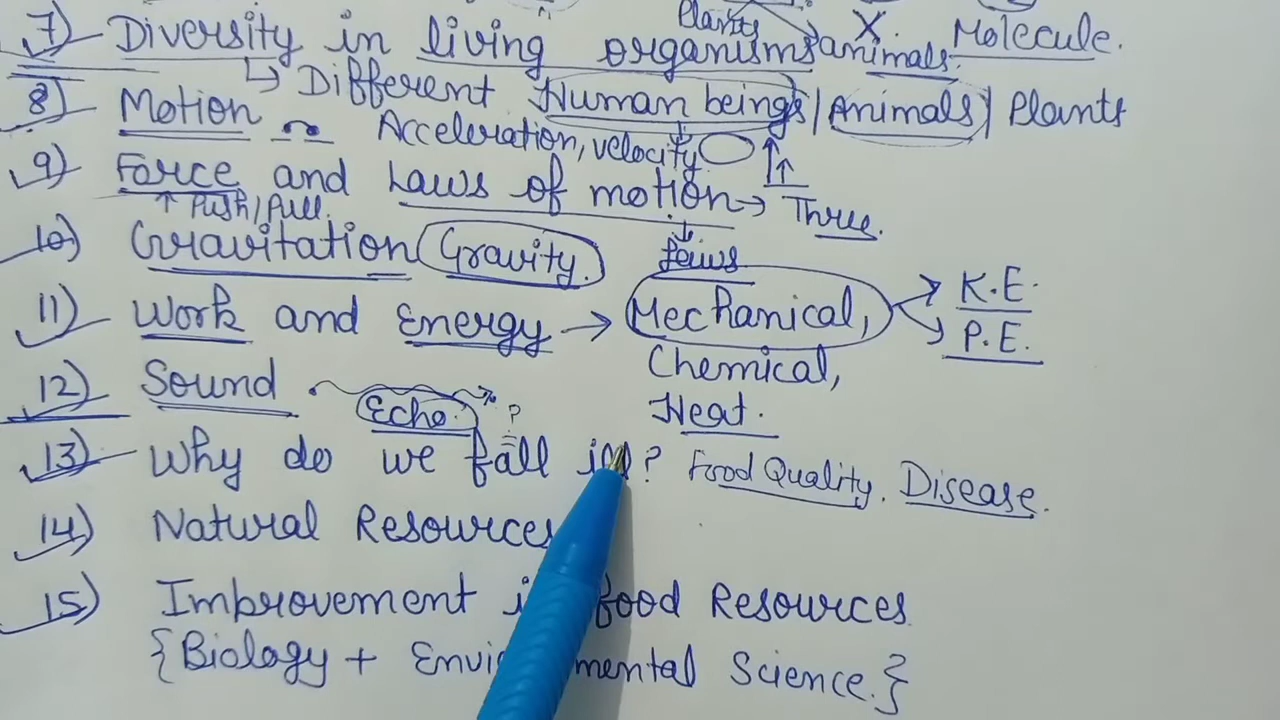 Plants X. Molecule.
7) Diversity in living organisms animals.
Different Human beings / Animals / Plants
8) Motion Acceleration, velocity
9) Force and Laws of motion → Three.
↑ Push/Pull.
10) Gravitation Gravity.
11) Work and Energy → Mechanical, K.E.
P.E.
Chemical,
12) Sound
Echo. Heat.
?
13) Why do we fall ill? Food Quality. Disease.
14) Natural Resources
15) Improvement food Resources
{Biology + Science.}